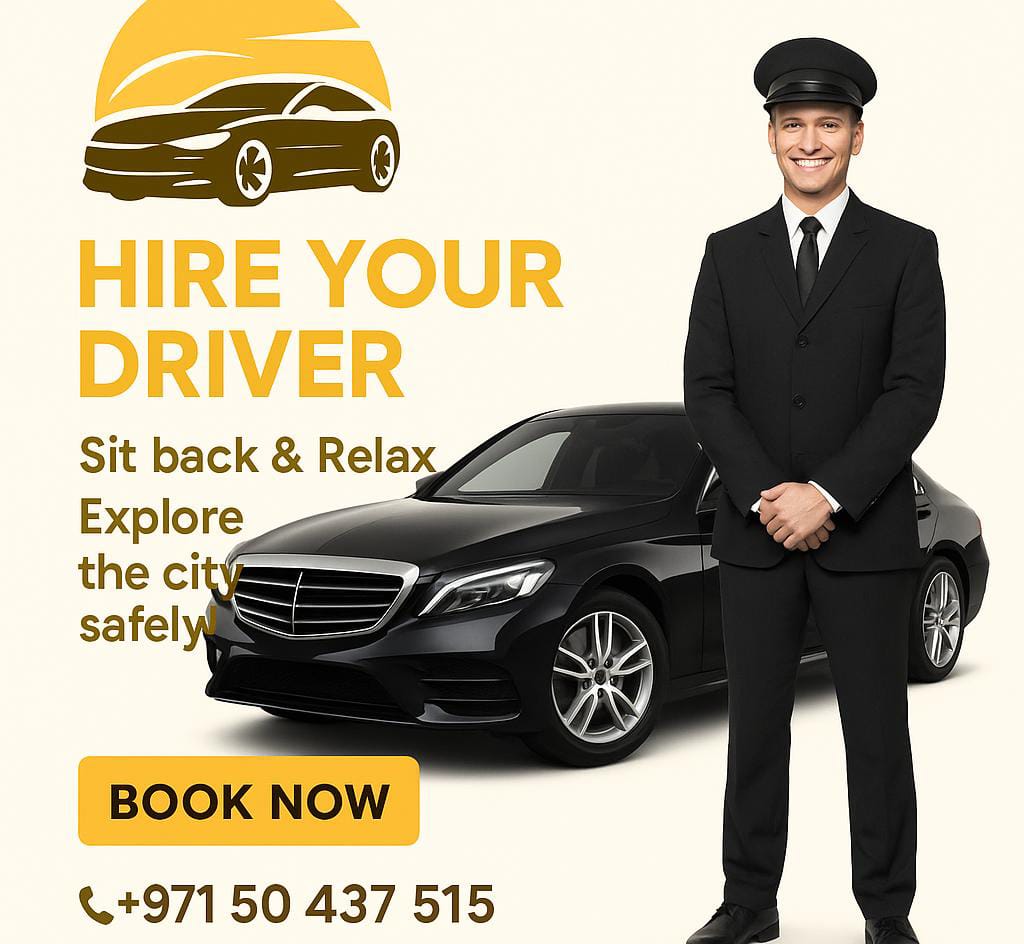 HIRE YOUR
DRIVER
Sit back & Relax
Explore
the city
safely!
BOOK NOW
+971 50 437 515